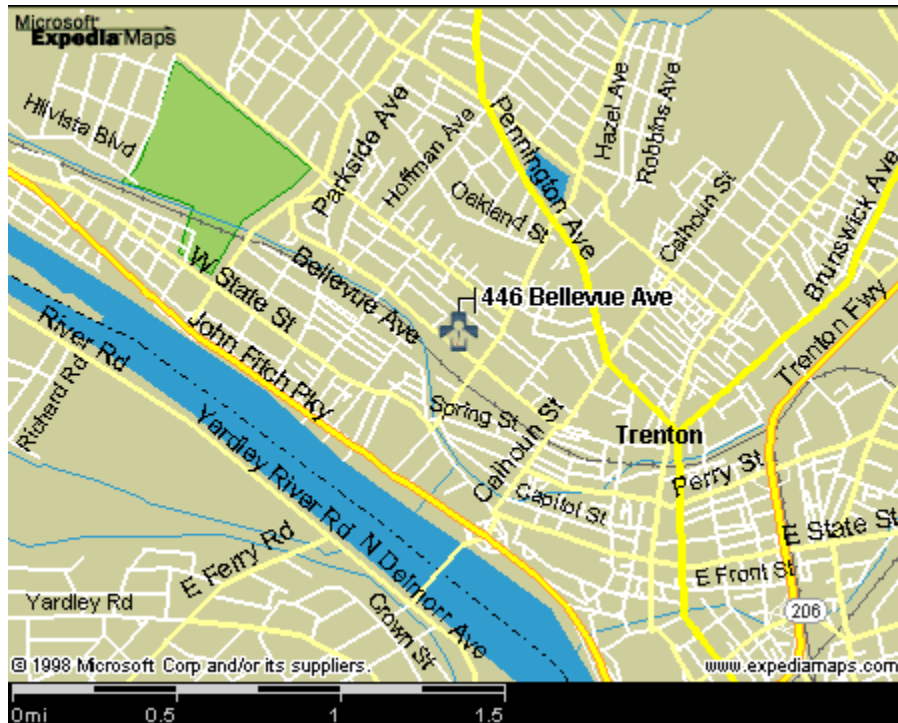 Microsoft
Expedia Maps
Hilvista Blvd
Parkside Ave
Hoffman Ave
Pennington Ave
Hazel Ave
Robbins Ave
Oakland St
Calhoun St
Brunswick Ave
W State St
Bellevue Ave
446 Bellevue Ave
Trenton Fwy
John Fitch Pky
River Rd
Richard Rd
Spring St
Trenton
Yardley River Rd
Calhoun St
Perry St
Capitol St
E State St
N Delmorr Ave
E Ferry Rd
E Front St
Yardley Rd
Crown St
206
© 1998 Microsoft Corp and/or its suppliers.
www.expediamaps.com
0mi 0.5 1 1.5